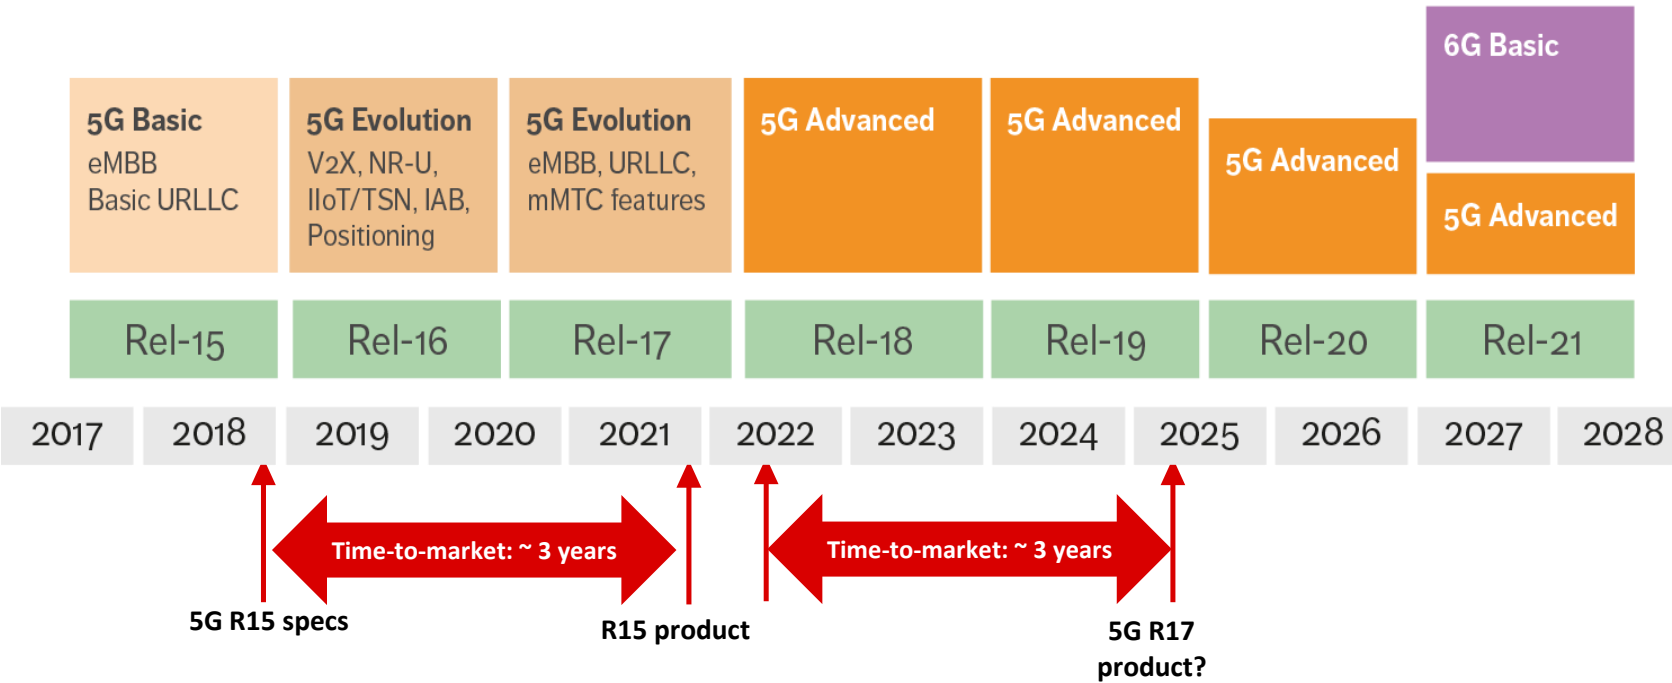 6G Basic
5G Basic
eMBB
Basic URLLC
5G Evolution
V2X, NR-U,
IIoT/TSN, IAB,
Positioning
5G Evolution
eMBB, URLLC,
mMTC features
5G Advanced
5G Advanced
5G Advanced
5G Advanced
Rel-15
Rel-16
Rel-17
Rel-18
Rel-19
Rel-20
Rel-21
2017
2018
2019
2020
2021
2022
2023
2024
2025
2026
2027
2028
Time-to-market: ~ 3 years
Time-to-market: ~ 3 years
5G R15 specs
R15 product
5G R17
product?